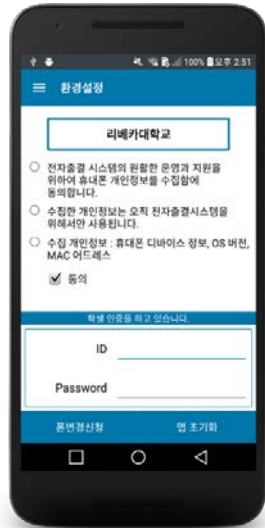 100% 오후 2:51
환경설정
리베카대학교
전자출결 시스템의 원활한 운영과 지원을
위하여 휴대폰 개인정보를 수집함에
동의합니다.
수집한 개인정보는 오직 전자출결시스템을
위해서만 사용됩니다.
수집 개인정보 : 휴대폰 디바이스 정보, OS 버전,
MAC 어드레스
동의
학생 인증을 하고 있습니다.
ID
Password
폰변경신청 앱 초기화